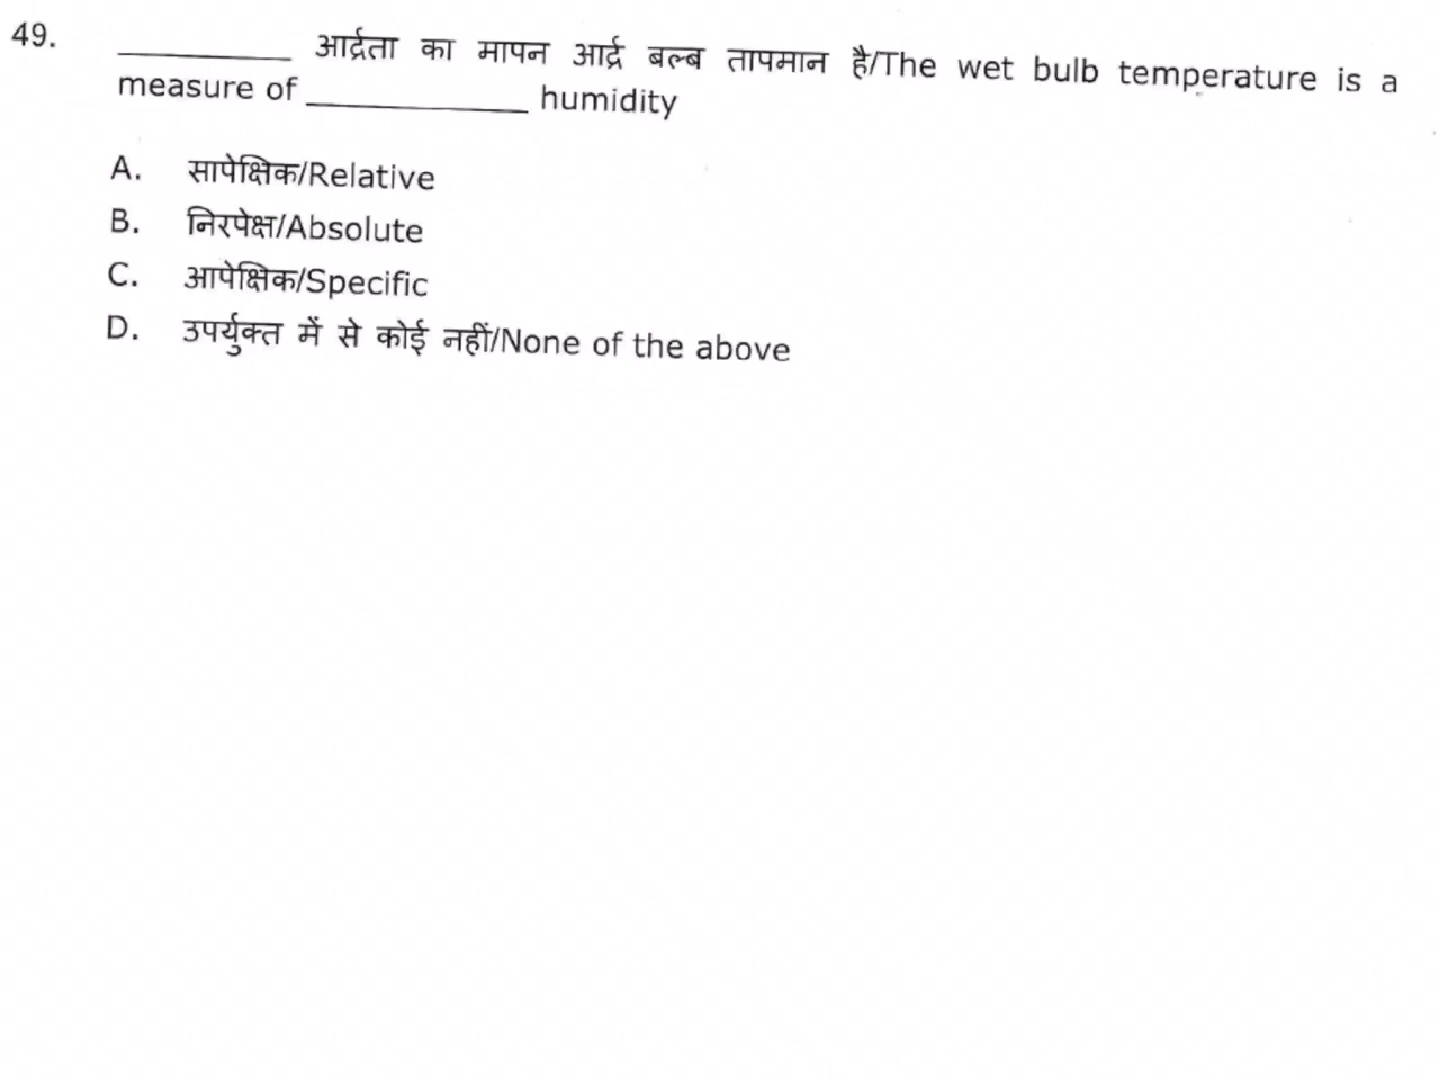 49. __________ आर्द्रता का मापन आर्द्र बल्ब तापमान है/The wet bulb temperature is a
measure of _____________ humidity
A. सापेक्षिक/Relative
B. निरपेक्ष/Absolute
C. आपेक्षिक/Specific
D. उपर्युक्त में से कोई नहीं/None of the above